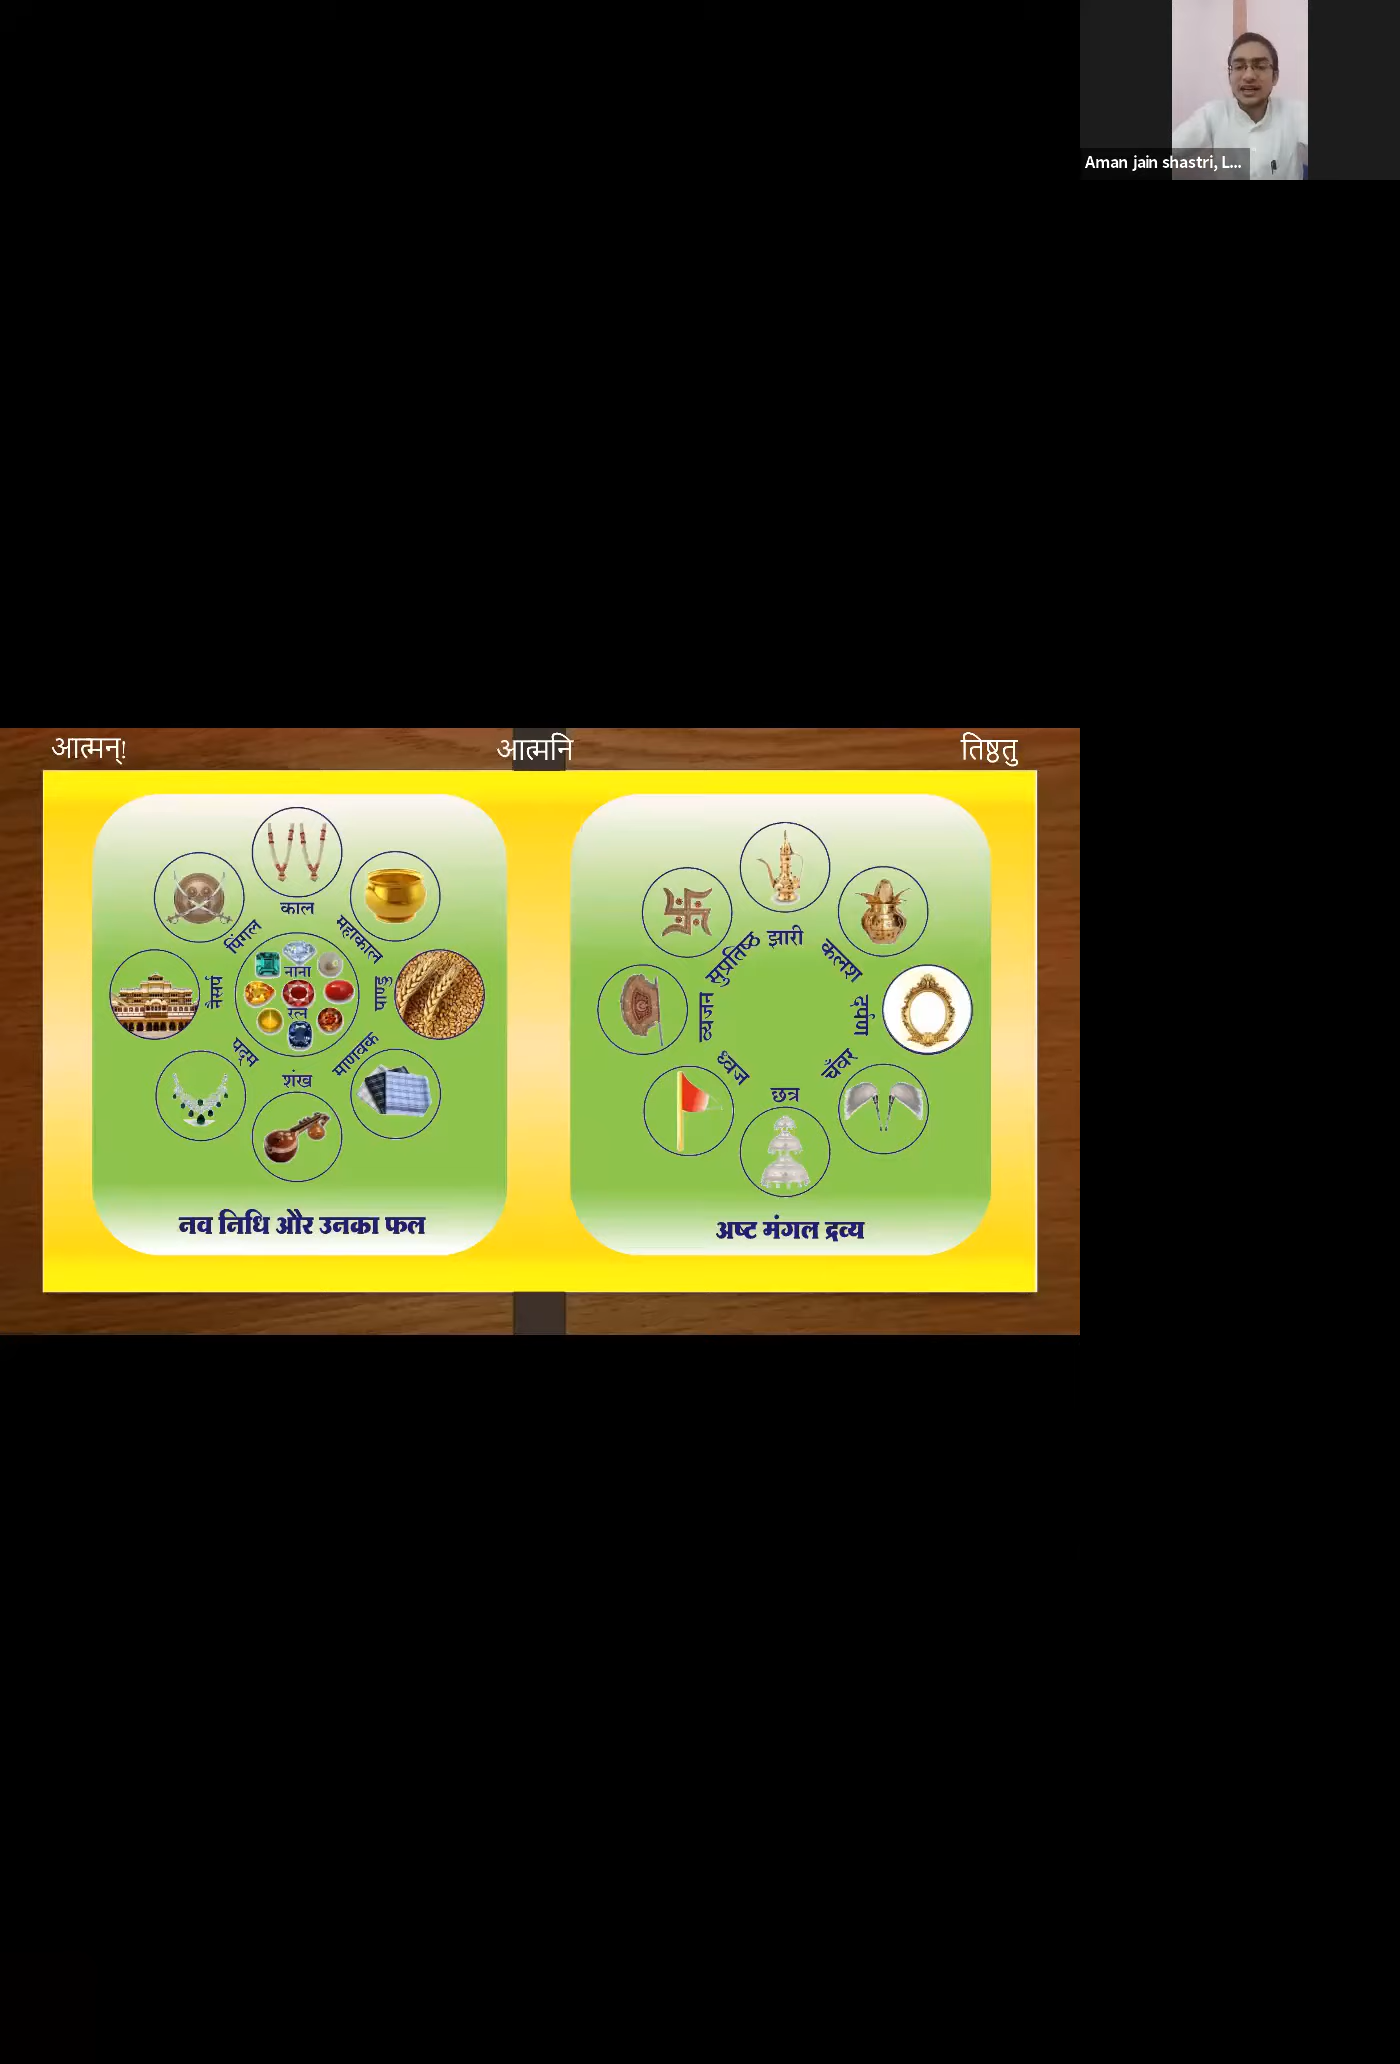 Aman jain shastri, L...
आत्मन्!
आत्मनि
तिष्ठतु
काल
महाकाल
पाण्डु
माणवक
शंख
पद्म
नैसर्प
पिंगल
नाना
रत्न
नव निधि और उनका फल
झारी
कलश
दर्पण
चँवर
छत्र
ध्वज
व्यजन
सुप्रतिष्ठ
अष्ट मंगल द्रव्य